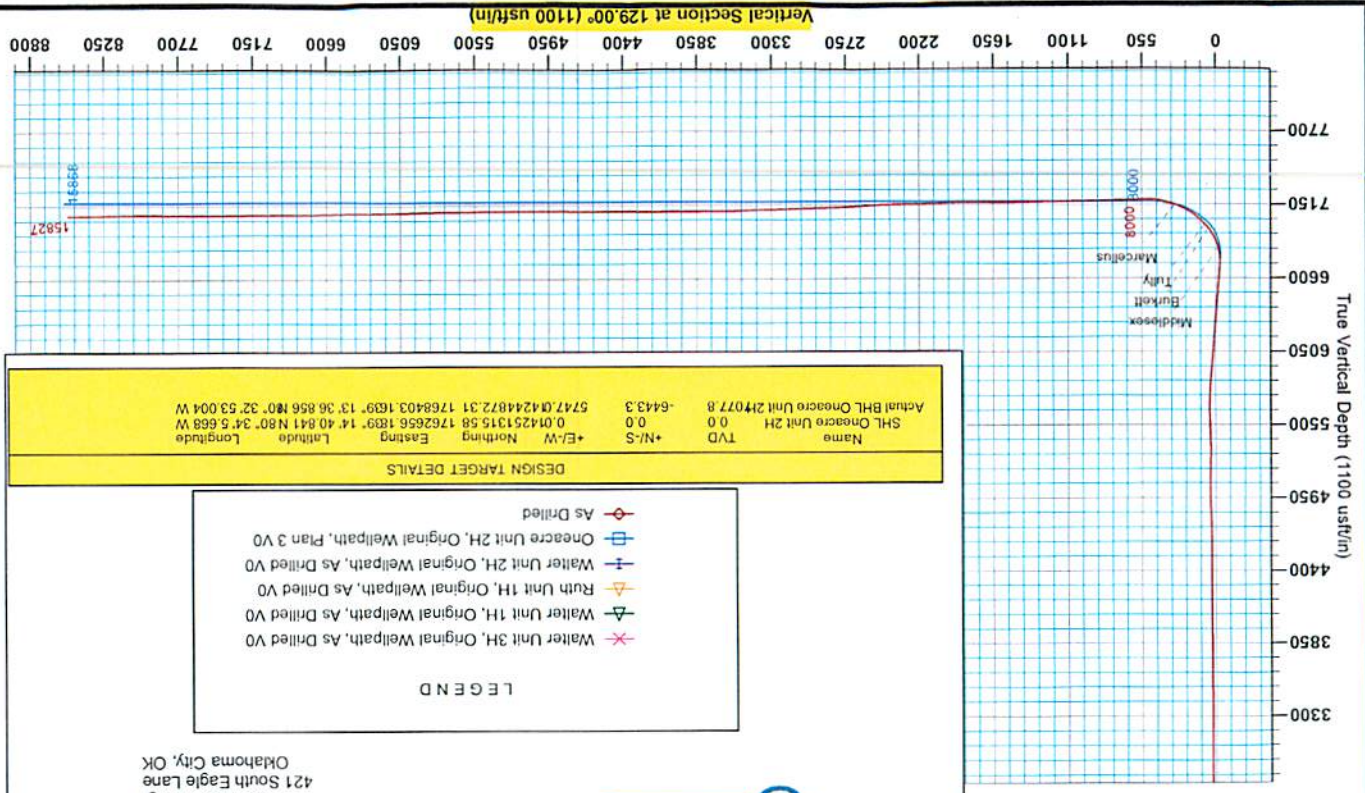 421 South Eagle Lane
Oklahoma City, OK
LEGEND
Walter Unit 3H, Original Wellpath, As Drilled V0
Walter Unit 1H, Original Wellpath, As Drilled V0
Ruth Unit 1H, Original Wellpath, As Drilled V0
Walter Unit 2H, Original Wellpath, As Drilled V0
Oneacre Unit 2H, Original Wellpath, Plan 3 V0
As Drilled
DESIGN TARGET DETAILS
Name TVD +N/-S +E/-W Northing Easting Latitude Longitude
SHL Oneacre Unit 2H 0.0 0.0 0.014251315.58 1762656.1839° 14' 40.841 N80° 34' 5.668 W
Actual BHL Oneacre Unit 2H7077.8 -6443.3 5747.014244872.31 1768403.1639° 13' 36.856 N80° 32' 53.004 W
True Vertical Depth (1100 usft/in)
3300
3850
4400
4950
5500
6050
6600
7150
7700
Middlesex
Burkett
Tully
Marcellus
8000
8000
15827
15868
0 550 1100 1650 2200 2750 3300 3850 4400 4950 5500 6050 6600 7150 7700 8250 8800
Vertical Section at 129.00° (1100 usft/in)